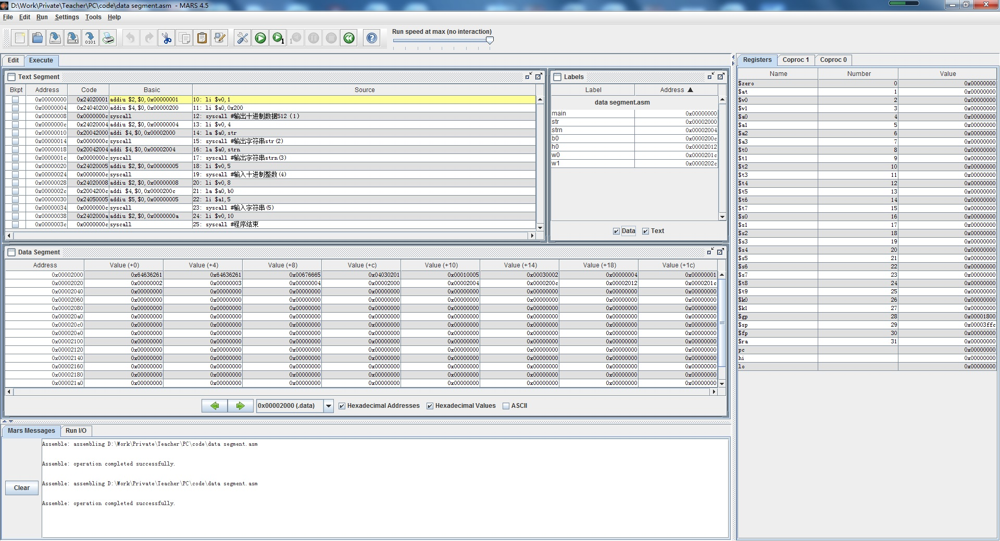 D:\Work\Private\Teacher\PC\code\data segment.asm - MARS 4.5
File Edit Run Settings Tools Help
Run speed at max (no interaction)
Edit Execute
Text Segment
Bkpt Address Code Basic Source
0x00000000 0x24020001 addiu $2,$0,0x00000001 10: li $v0,1
0x00000004 0x24040200 addiu $4,$0,0x00000200 11: li $a0,0x200
0x00000008 0x0000000c syscall 12: syscall #输出十进制数据512（1）
0x0000000c 0x24020004 addiu $2,$0,0x00000004 13: li $v0,4
0x00000010 0x20042000 addi $4,$0,0x00002000 14: la $a0,str
0x00000014 0x0000000c syscall 15: syscall #输出字符串str(2)
0x00000018 0x20042004 addi $4,$0,0x00002004 16: la $a0,strn
0x0000001c 0x0000000c syscall 17: syscall #输出字符串strn(3)
0x00000020 0x24020005 addiu $2,$0,0x00000005 18: li $v0,5
0x00000024 0x0000000c syscall 19: syscall #输入十进制整数(4)
0x00000028 0x24020008 addiu $2,$0,0x00000008 20: li $v0,8
0x0000002c 0x2004200c addi $4,$0,0x0000200c 21: la $a0,b0
0x00000030 0x24050005 addiu $5,$0,0x00000005 22: li $a1,5
0x00000034 0x0000000c syscall 23: syscall #输入字符串(5)
0x00000038 0x2402000a addiu $2,$0,0x0000000a 24: li $v0,10
0x0000003c 0x0000000c syscall 25: syscall #程序结束
Labels
Label Address ▲
data segment.asm
main 0x00000000
str 0x00002000
strn 0x00002004
b0 0x0000200c
h0 0x00002012
w0 0x0000201c
w1 0x0000202c
Data Text
Data Segment
Address Value (+0) Value (+4) Value (+8) Value (+c) Value (+10) Value (+14) Value (+18) Value (+1c)
0x00002000 0x64636261 0x64636261 0x00676665 0x04030201 0x00010005 0x00030002 0x00000004 0x00000001
0x00002020 0x00000002 0x00000003 0x00000004 0x00002000 0x00002004 0x0000200c 0x00002012 0x0000201c
0x00002040 0x00000000 0x00000000 0x00000000 0x00000000 0x00000000 0x00000000 0x00000000 0x00000000
0x00002060 0x00000000 0x00000000 0x00000000 0x00000000 0x00000000 0x00000000 0x00000000 0x00000000
0x00002080 0x00000000 0x00000000 0x00000000 0x00000000 0x00000000 0x00000000 0x00000000 0x00000000
0x000020a0 0x00000000 0x00000000 0x00000000 0x00000000 0x00000000 0x00000000 0x00000000 0x00000000
0x000020c0 0x00000000 0x00000000 0x00000000 0x00000000 0x00000000 0x00000000 0x00000000 0x00000000
0x000020e0 0x00000000 0x00000000 0x00000000 0x00000000 0x00000000 0x00000000 0x00000000 0x00000000
0x00002100 0x00000000 0x00000000 0x00000000 0x00000000 0x00000000 0x00000000 0x00000000 0x00000000
0x00002120 0x00000000 0x00000000 0x00000000 0x00000000 0x00000000 0x00000000 0x00000000 0x00000000
0x00002140 0x00000000 0x00000000 0x00000000 0x00000000 0x00000000 0x00000000 0x00000000 0x00000000
0x00002160 0x00000000 0x00000000 0x00000000 0x00000000 0x00000000 0x00000000 0x00000000 0x00000000
0x00002180 0x00000000 0x00000000 0x00000000 0x00000000 0x00000000 0x00000000 0x00000000 0x00000000
0x000021a0 0x00000000 0x00000000 0x00000000 0x00000000 0x00000000 0x00000000 0x00000000 0x00000000
0x00002000 (.data) Hexadecimal Addresses Hexadecimal Values ASCII
Mars Messages Run I/O
Assemble: assembling D:\Work\Private\Teacher\PC\code\data segment.asm
Assemble: operation completed successfully.
Assemble: assembling D:\Work\Private\Teacher\PC\code\data segment.asm
Assemble: operation completed successfully.
Clear
Registers Coproc 1 Coproc 0
Name Number Value
$zero 0 0x00000000
$at 1 0x00000000
$v0 2 0x00000000
$v1 3 0x00000000
$a0 4 0x00000000
$a1 5 0x00000000
$a2 6 0x00000000
$a3 7 0x00000000
$t0 8 0x00000000
$t1 9 0x00000000
$t2 10 0x00000000
$t3 11 0x00000000
$t4 12 0x00000000
$t5 13 0x00000000
$t6 14 0x00000000
$t7 15 0x00000000
$s0 16 0x00000000
$s1 17 0x00000000
$s2 18 0x00000000
$s3 19 0x00000000
$s4 20 0x00000000
$s5 21 0x00000000
$s6 22 0x00000000
$s7 23 0x00000000
$t8 24 0x00000000
$t9 25 0x00000000
$k0 26 0x00000000
$k1 27 0x00000000
$gp 28 0x00001800
$sp 29 0x00003ffc
$fp 30 0x00000000
$ra 31 0x00000000
pc 0x00000000
hi 0x00000000
lo 0x00000000